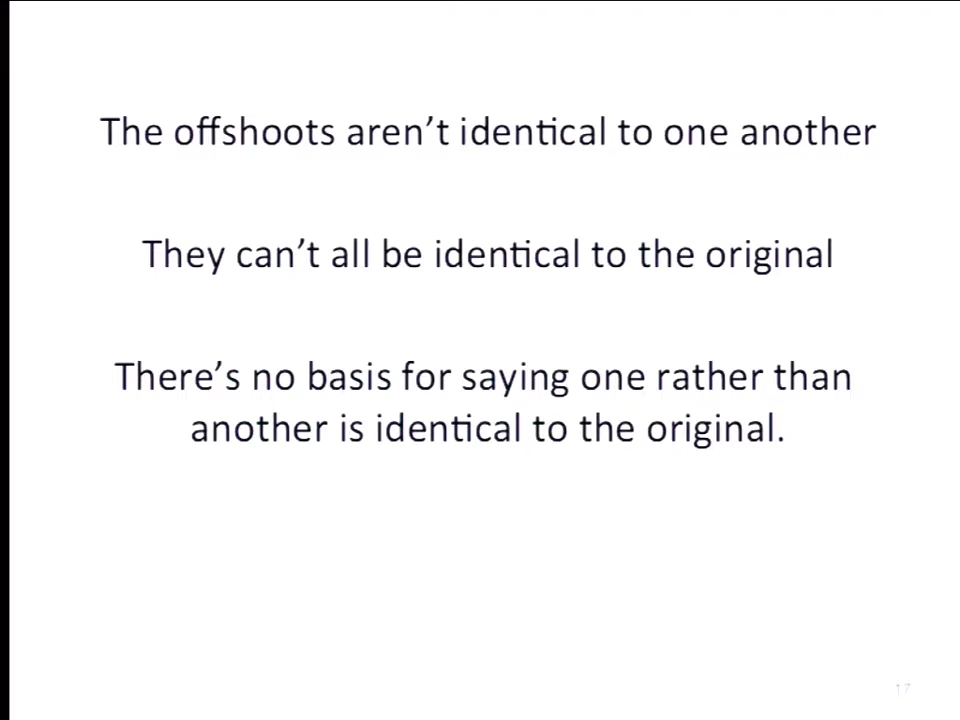 The offshoots aren’t identical to one another
They can’t all be identical to the original
There’s no basis for saying one rather than
another is identical to the original.
17